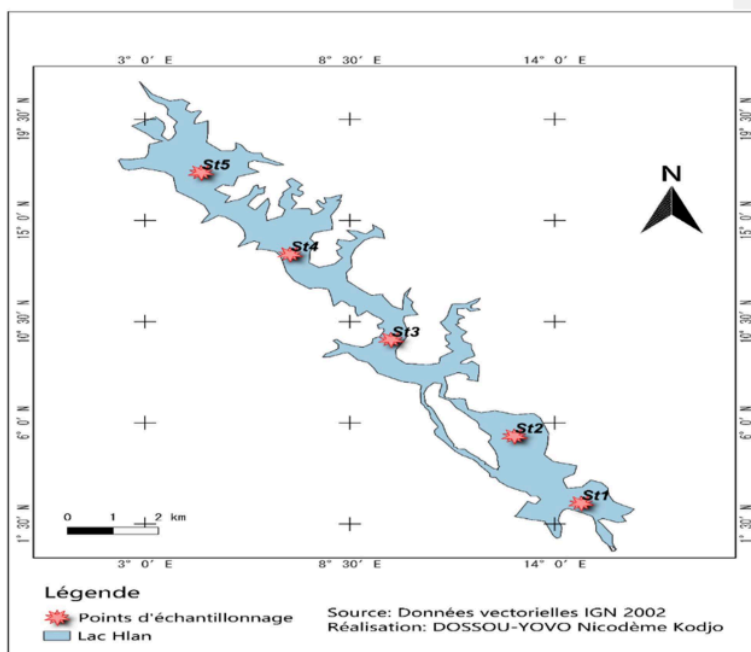 3° 0′ E 8° 30′ E 14° 0′ E
19° 30′ N
19° 30′ N
St5
N
15° 0′ N
15° 0′ N
St4
10° 30′ N
10° 30′ N
St3
6° 0′ N
6° 0′ N
St2
St1
1° 30′ N
1° 30′ N
0 1 2 km
3° 0′ E 8° 30′ E 14° 0′ E
Légende
Points d'échantillonnage
Lac Hlan
Source: Données vectorielles IGN 2002
Réalisation: DOSSOU-YOVO Nicodème Kodjo